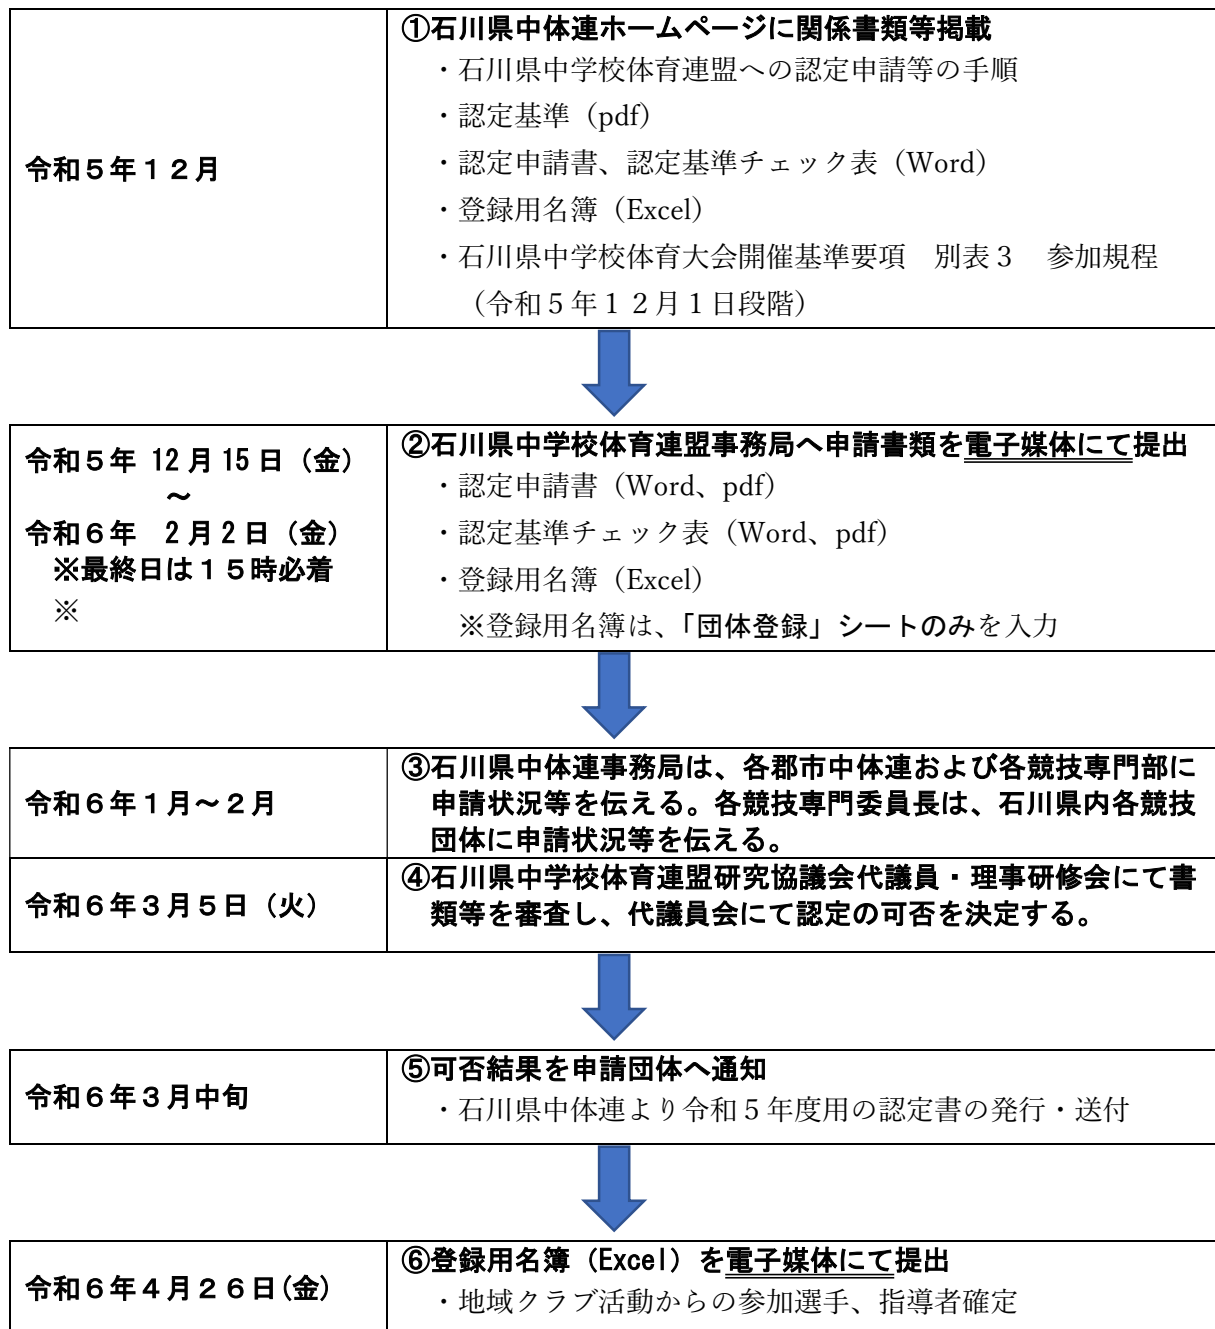 令和５年１２月
①石川県中体連ホームページに関係書類等掲載
・石川県中学校体育連盟への認定申請等の手順
・認定基準（pdf）
・認定申請書、認定基準チェック表（Word）
・登録用名簿（Excel）
・石川県中学校体育大会開催基準要項　別表３　参加規程
（令和５年１２月１日段階）
令和５年 12 月 15 日（金）
～
令和６年　2 月 2 日（金）
※最終日は１５時必着
※
②石川県中学校体育連盟事務局へ申請書類を電子媒体にて提出
・認定申請書（Word、pdf）
・認定基準チェック表（Word、pdf）
・登録用名簿（Excel）
※登録用名簿は、「団体登録」シートのみを入力
令和６年１月～２月
③石川県中体連事務局は、各郡市中体連および各競技専門部に
申請状況等を伝える。各競技専門委員長は、石川県内各競技
団体に申請状況等を伝える。
令和６年３月５日（火）
④石川県中学校体育連盟研究協議会代議員・理事研修会にて書
類等を審査し、代議員会にて認定の可否を決定する。
令和６年３月中旬
⑤可否結果を申請団体へ通知
・石川県中体連より令和５年度用の認定書の発行・送付
令和６年４月２６日(金)
⑥登録用名簿（Excel）を電子媒体にて提出
・地域クラブ活動からの参加選手、指導者確定